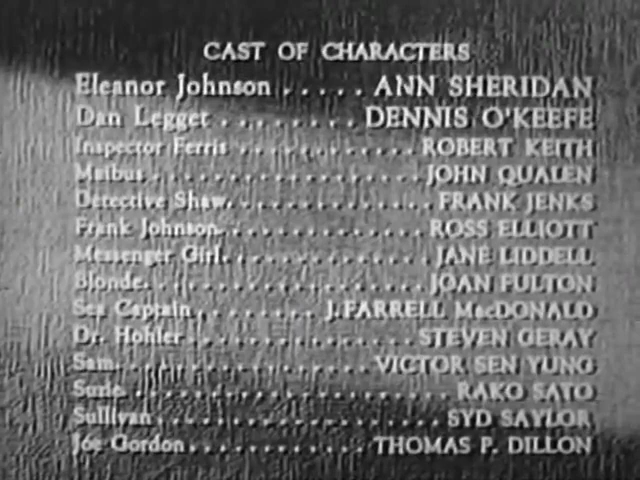 CAST OF CHARACTERS
Eleanor Johnson ..... ANN SHERIDAN
Dan Legget ........ DENNIS O'KEEFE
Inspector Ferris ............ ROBERT KEITH
Maibus .................. JOHN QUALEN
Detective Shaw.............. FRANK JENKS
Frank Johnson.............. ROSS ELLIOTT
Messenger Girl.............. JANE LIDDELL
Blonde................... JOAN FULTON
Sea Captain......... J. FARRELL MacDONALD
Dr. Hohler............... STEVEN GERAY
Sam................. VICTOR SEN YUNG
Suzie...................... RAKO SATO
Sullivan ................... SYD SAYLOR
Joe Gordon ............ THOMAS P. DILLON